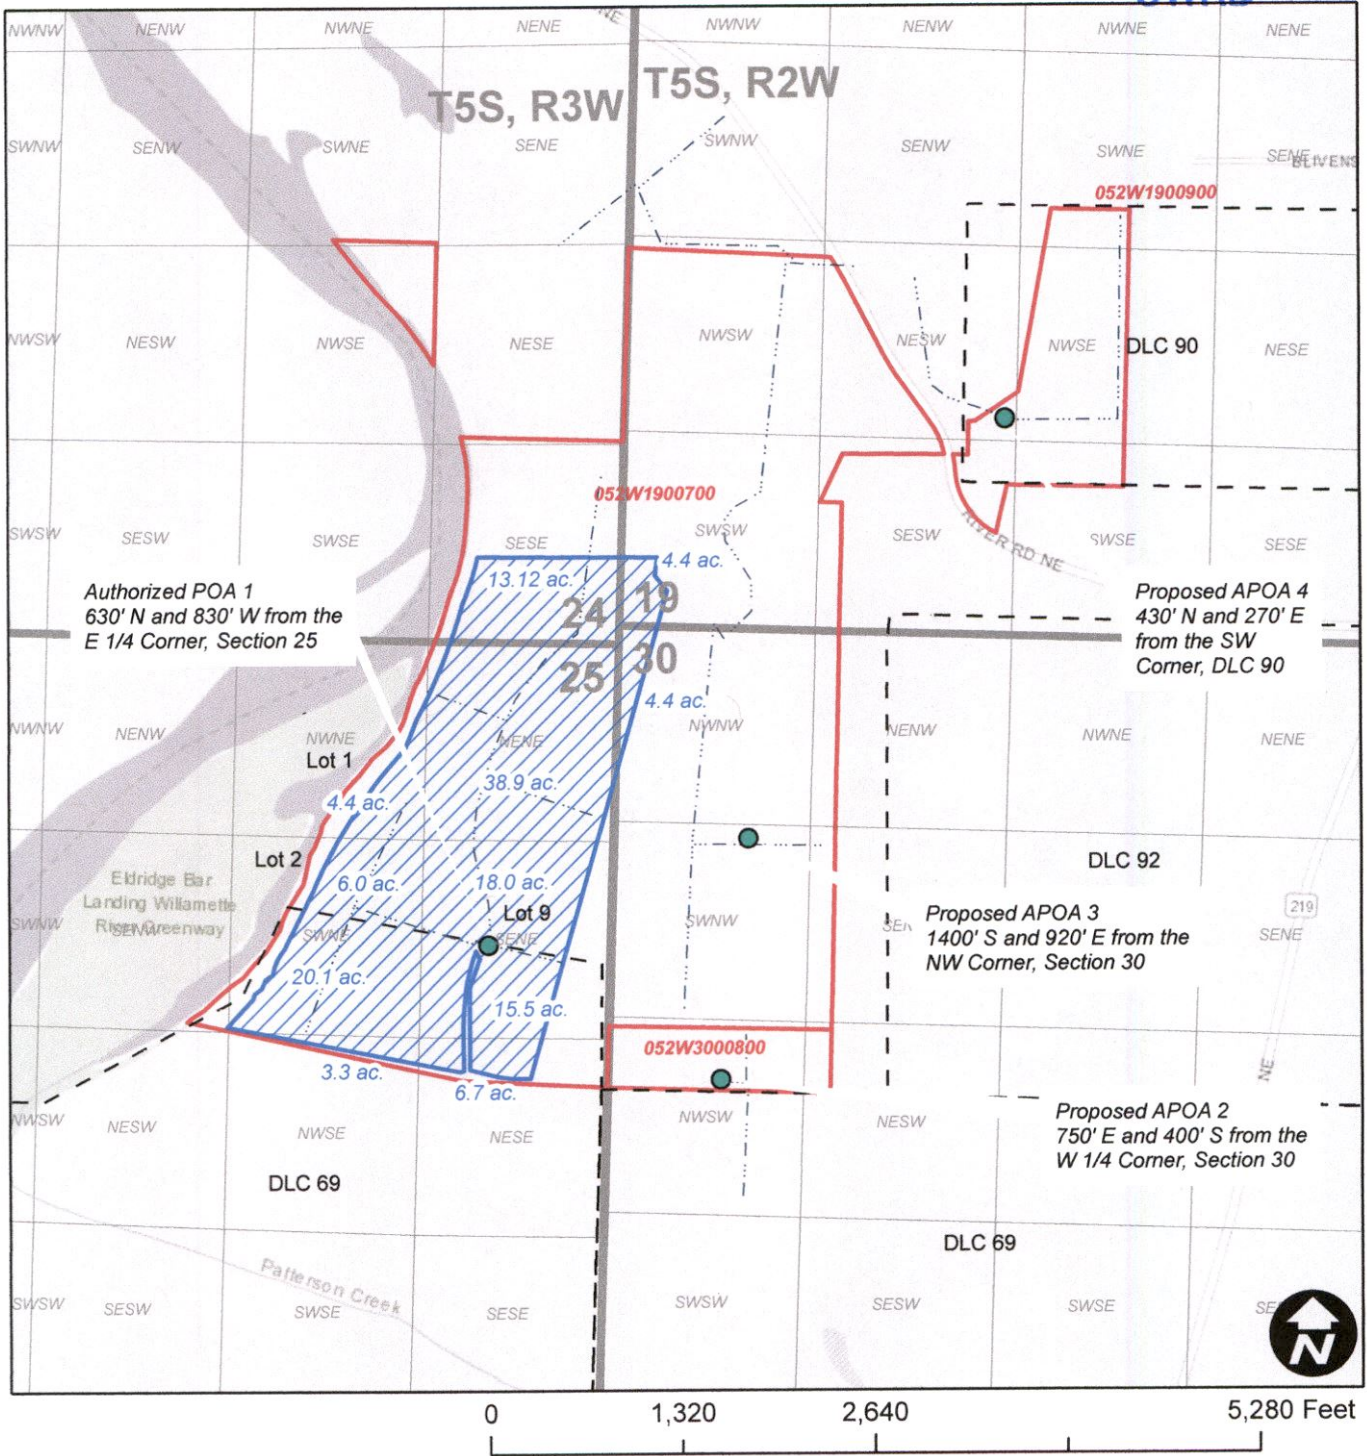 NWNW NENW NWNE NENE NE NWNW NENW NWNE NENE
T5S, R3W T5S, R2W
SWNW SENW SWNE SENE SWNW SENW SWNE SENE
BLIVENS
052W1900900
NWSW NESW NWSE NESE NWSW NESW NWSE DLC 90 NESE
052W1900700
SWSW SESW SWSE SESE SWSW SESW SWSE SESE
RIVER RD NE
Authorized POA 1
630' N and 830' W from the
E 1/4 Corner, Section 25
13.12 ac. 4.4 ac.
24 19
25 30
Proposed APOA 4
430' N and 270' E
from the SW
Corner, DLC 90
4.4 ac.
NWNW NENW NWNE NENE NWNW NENW NWNE NENE
Lot 1
38.9 ac.
4.4 ac.
Lot 2
DLC 92
Eldridge Bar
Landing Willamette
River Greenway
6.0 ac. 18.0 ac.
Lot 9
219
SWNW SENW SWNE SENE SWNW SENE
Proposed APOA 3
1400' S and 920' E from the
NW Corner, Section 30
20.1 ac.
15.5 ac.
052W3000800
3.3 ac.
6.7 ac.
NE
NWSW NESW NWSE NESE NWSW NESW
Proposed APOA 2
750' E and 400' S from the
W 1/4 Corner, Section 30
DLC 69
DLC 69
Patterson Creek
SWSW SESW SWSE SESE SWSW SESW SWSE
N
0 1,320 2,640 5,280 Feet